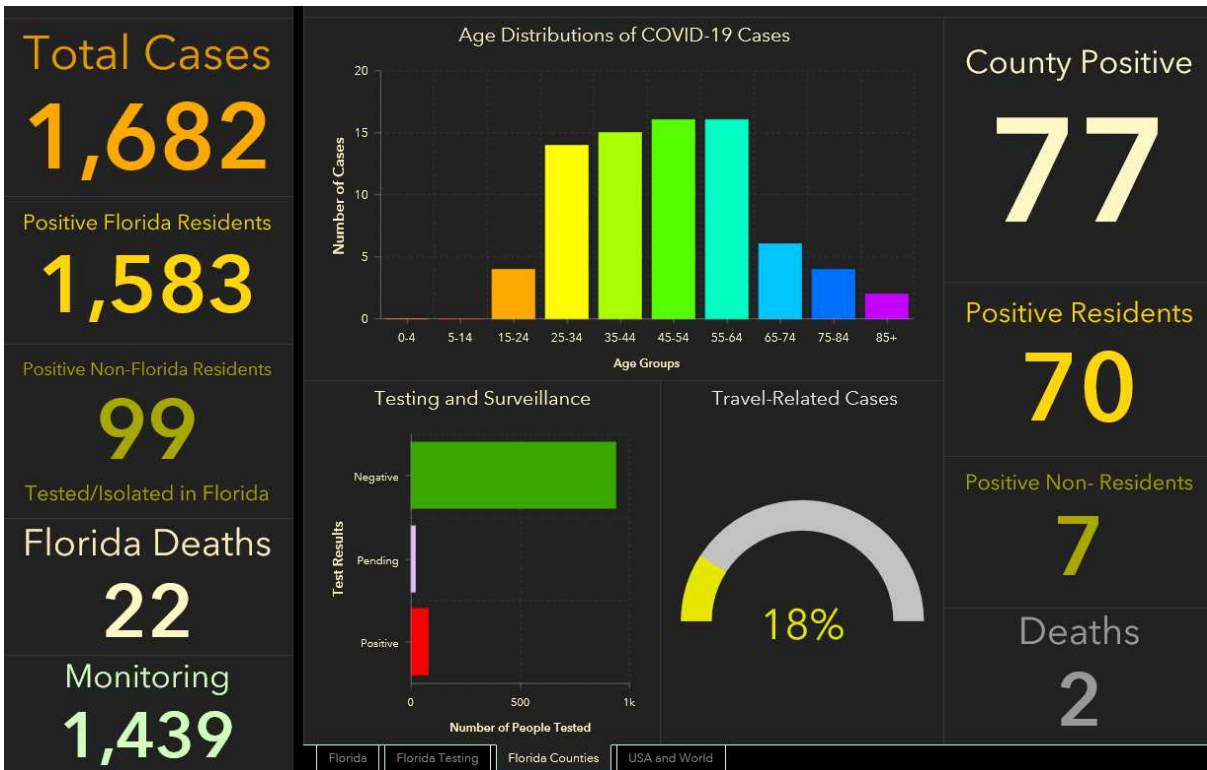 Total Cases
1,682
Positive Florida Residents
1,583
Positive Non-Florida Residents
99
Tested/Isolated in Florida
Florida Deaths
22
Monitoring
1,439
Age Distributions of COVID-19 Cases
Number of Cases
20
15
10
5
0
0-4 5-14 15-24 25-34 35-44 45-54 55-64 65-74 75-84 85+
Age Groups
Testing and Surveillance
Test Results
Negative
Pending
Positive
0 500 1k
Number of People Tested
Travel-Related Cases
18%
County Positive
77
Positive Residents
70
Positive Non- Residents
7
Deaths
2
Florida Florida Testing Florida Counties USA and World